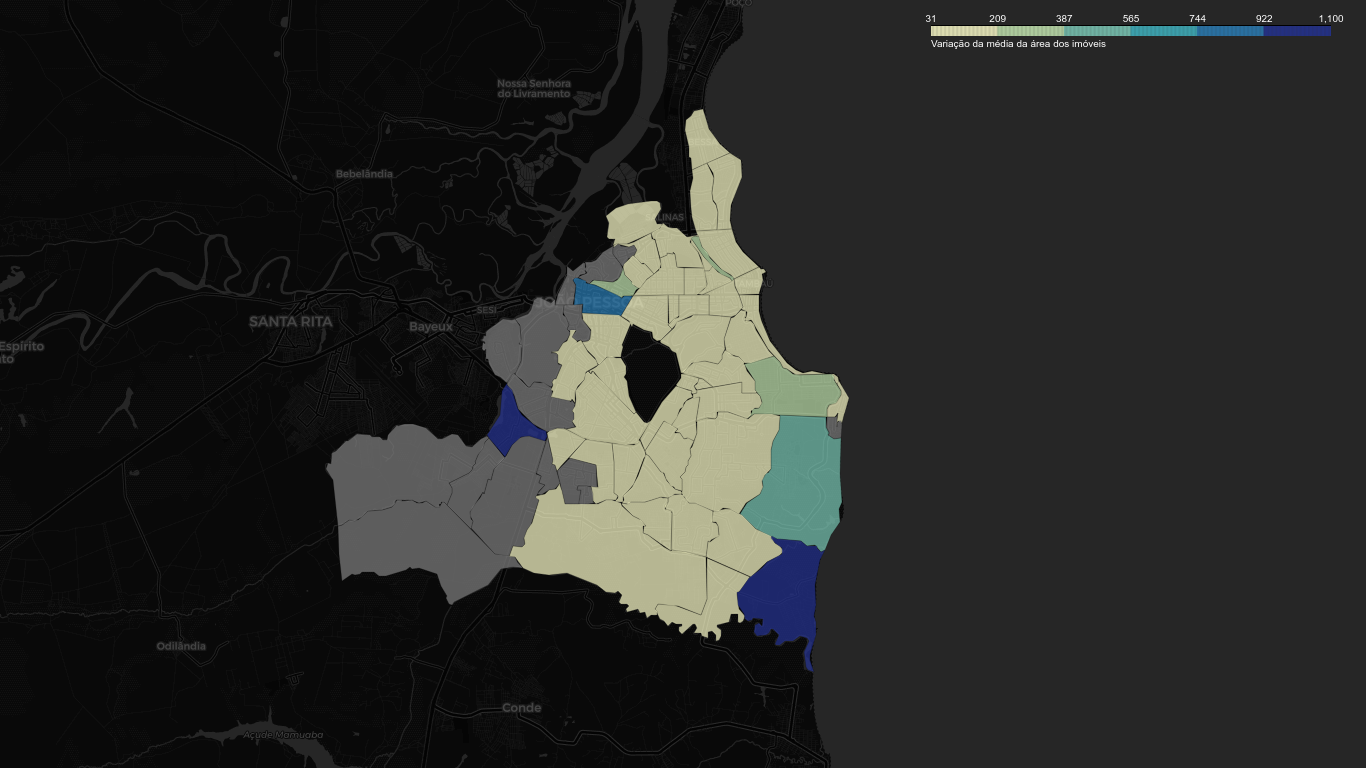 POÇO
31 209 387 565 744 922 1,100
Variação da média da área dos imóveis
Nossa Senhora
do Livramento
Bebelândia
LINAS
JOÃO PESSOA
SESI
SANTA RITA
Bayeux
Espírito
to
Odilândia
Conde
Açude Mamuaba